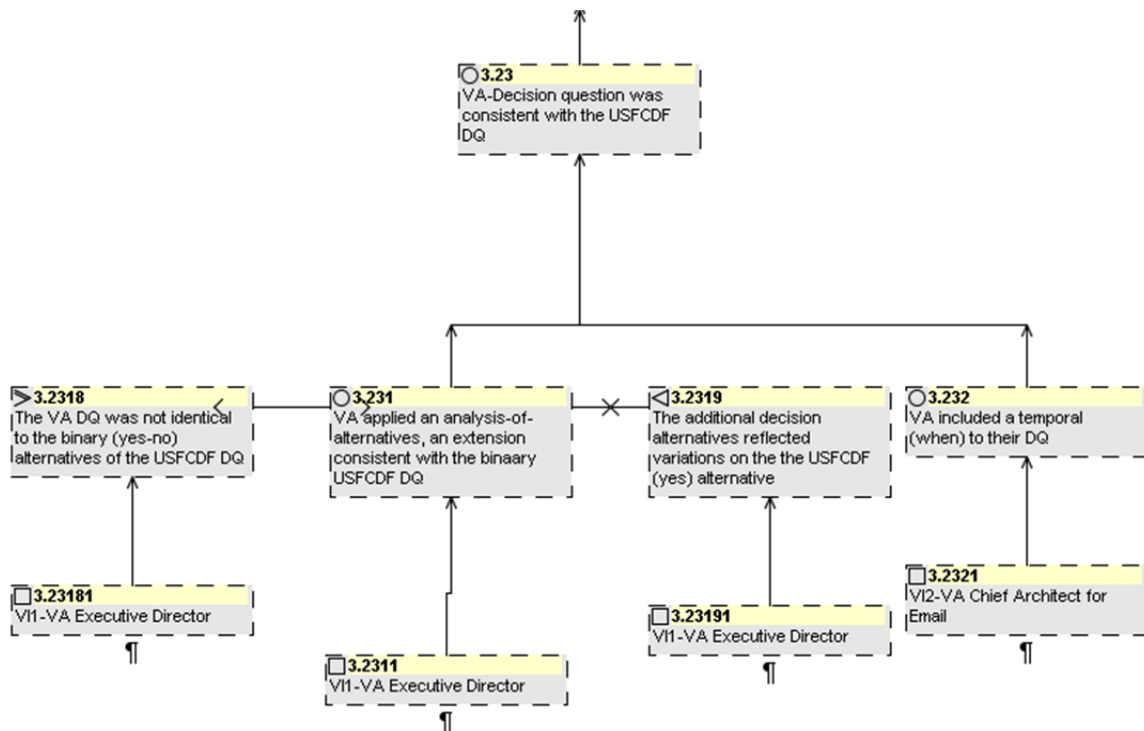 3.23
VA-Decision question was
consistent with the USFCDF
DQ
3.2318
The VA DQ was not identical
to the binary (yes-no)
alternatives of the USFCDF DQ
3.231
VA applied an analysis-of-
alternatives, an extension
consistent with the binaary
USFCDF DQ
3.2319
The additional decision
alternatives reflected
variations on the the USFCDF
(yes) alternative
3.232
VA included a temporal
(when) to their DQ
3.23181
VI1-VA Executive Director
¶
3.2311
VI1-VA Executive Director
¶
3.23191
VI1-VA Executive Director
¶
3.2321
VI2-VA Chief Architect for
Email
¶